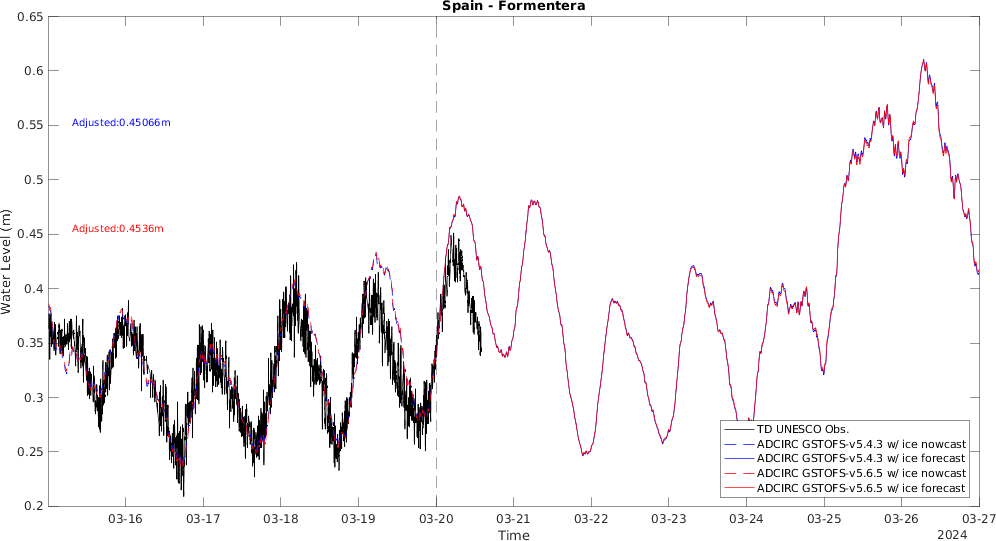 Spain - Formentera
Water Level (m)
0.65
0.6
0.55
0.5
0.45
0.4
0.35
0.3
0.25
0.2
Adjusted:0.45066m
Adjusted:0.4536m
TD UNESCO Obs.
ADCIRC GSTOFS-v5.4.3 w/ ice nowcast
ADCIRC GSTOFS-v5.4.3 w/ ice forecast
ADCIRC GSTOFS-v5.6.5 w/ ice nowcast
ADCIRC GSTOFS-v5.6.5 w/ ice forecast
03-16 03-17 03-18 03-19 03-20 03-21 03-22 03-23 03-24 03-25 03-26 03-27
Time
2024